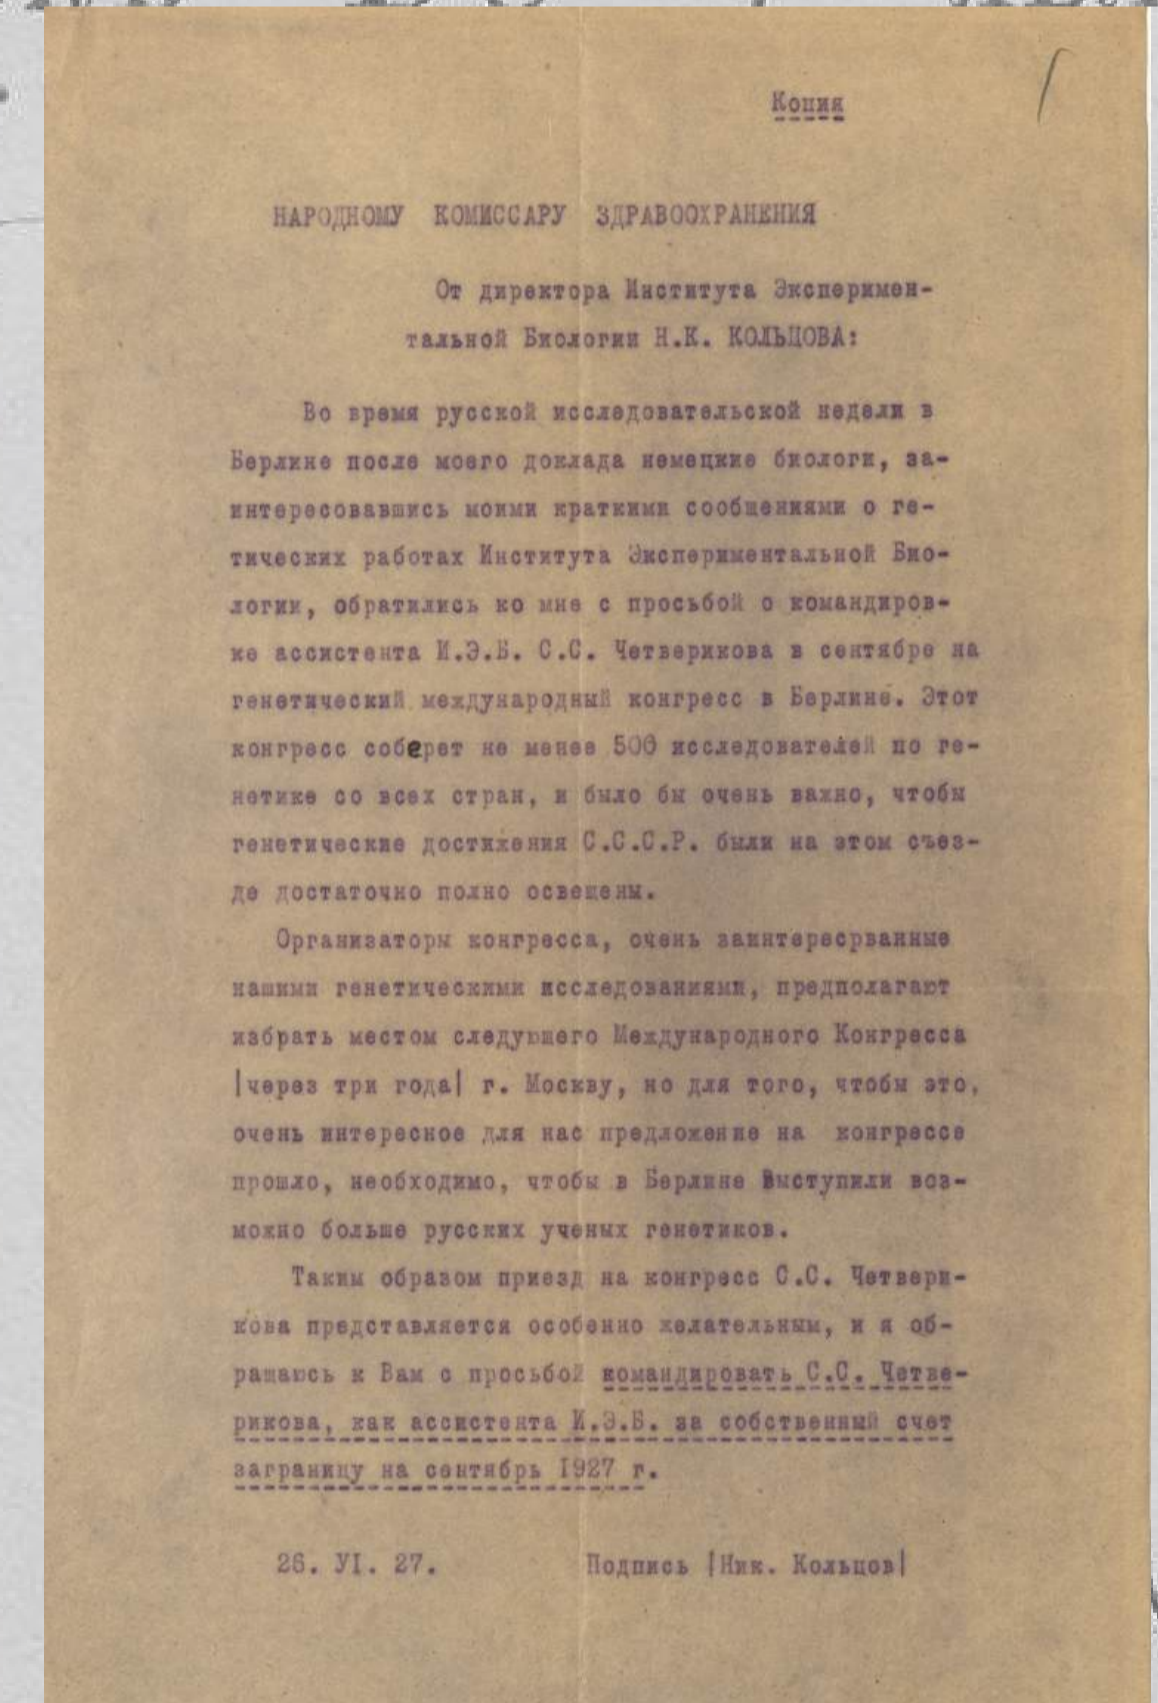 Копия
НАРОДНОМУ КОМИССАРУ ЗДРАВООХРАНЕНИЯ
От директора Института Эксперимен-
тальной Биологии Н.К. КОЛЬЦОВА:
Во время русской исследовательской недели в
Берлине после моего доклада немецкие биологи, за-
интересовавшись моими краткими сообщениями о ге-
тических работах Института Экспериментальной Био-
логии, обратились ко мне с просьбой о командиров-
ке ассистента И.Э.Б. С.С. Четверикова в сентябре на
генетический международный конгресс в Берлине. Этот
конгресс соберет не менее 500 исследователей по ге-
нетике со всех стран, и было бы очень важно, чтобы
генетические достижения С.С.С.Р. были на этом съез-
де достаточно полно освещены.
Организаторы конгресса, очень заинтересрванные
нашими генетическими исследованиями, предполагают
избрать местом следующего Международного Конгресса
|через три года| г. Москву, но для того, чтобы это,
очень интересное для нас предложение на конгрессе
прошло, необходимо, чтобы в Берлине выступили воз-
можно больше русских ученых генетиков.
Таким образом приезд на конгресс С.С. Четвери-
кова представляется особенно желательным, и я об-
ращаюсь к Вам с просьбой командировать С.С. Четве-
рикова, как ассистента И.Э.Б. за собственный счет
заграницу на сентябрь 1927 г.
26. УI. 27. Подпись |Ник. Кольцов|